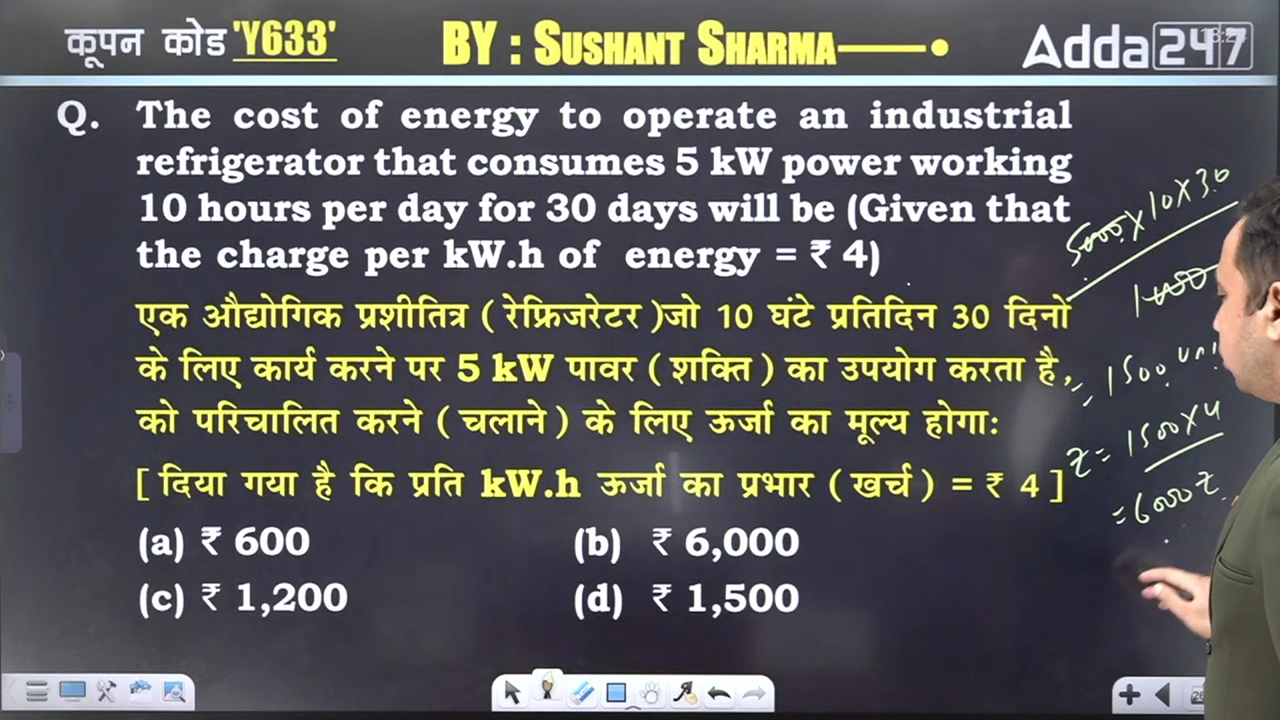 कूपन कोड 'Y633'
BY : SUSHANT SHARMA
Adda247
Q. The cost of energy to operate an industrial
refrigerator that consumes 5 kW power working
10 hours per day for 30 days will be (Given that
the charge per kW.h of energy = ₹ 4)
एक औद्योगिक प्रशीतित्र ( रेफ्रिजरेटर )जो 10 घंटे प्रतिदिन 30 दिनों
के लिए कार्य करने पर 5 kW पावर ( शक्ति ) का उपयोग करता है,
को परिचालित करने ( चलाने ) के लिए ऊर्जा का मूल्य होगा:
[ दिया गया है कि प्रति kW.h ऊर्जा का प्रभार ( खर्च ) = ₹ 4 ]
(a) ₹ 600
(b) ₹ 6,000
(c) ₹ 1,200
(d) ₹ 1,500
5000 X 10 X 30
1000
= 1500
₹ = 1500 X 4
= 6000 ₹